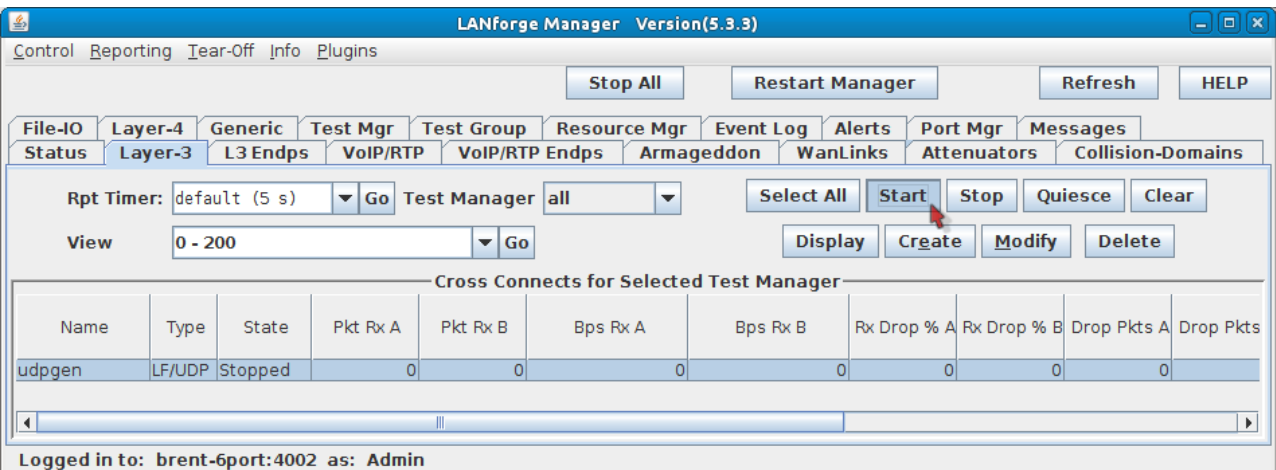 LANforge Manager   Version(5.3.3)
Control Reporting Tear-Off Info Plugins
Stop All Restart Manager Refresh HELP
File-IO Layer-4 Generic Test Mgr Test Group Resource Mgr Event Log Alerts Port Mgr Messages
Status Layer-3 L3 Endps VoIP/RTP VoIP/RTP Endps Armageddon WanLinks Attenuators Collision-Domains
Rpt Timer: default (5 s) Go Test Manager all Select All Start Stop Quiesce Clear
View 0 - 200 Go Display Create Modify Delete
Cross Connects for Selected Test Manager
Name Type State Pkt Rx A Pkt Rx B Bps Rx A Bps Rx B Rx Drop % A Rx Drop % B Drop Pkts A Drop Pkts
udpgen LF/UDP Stopped 0 0 0 0 0 0 0
Logged in to: brent-6port:4002 as: Admin